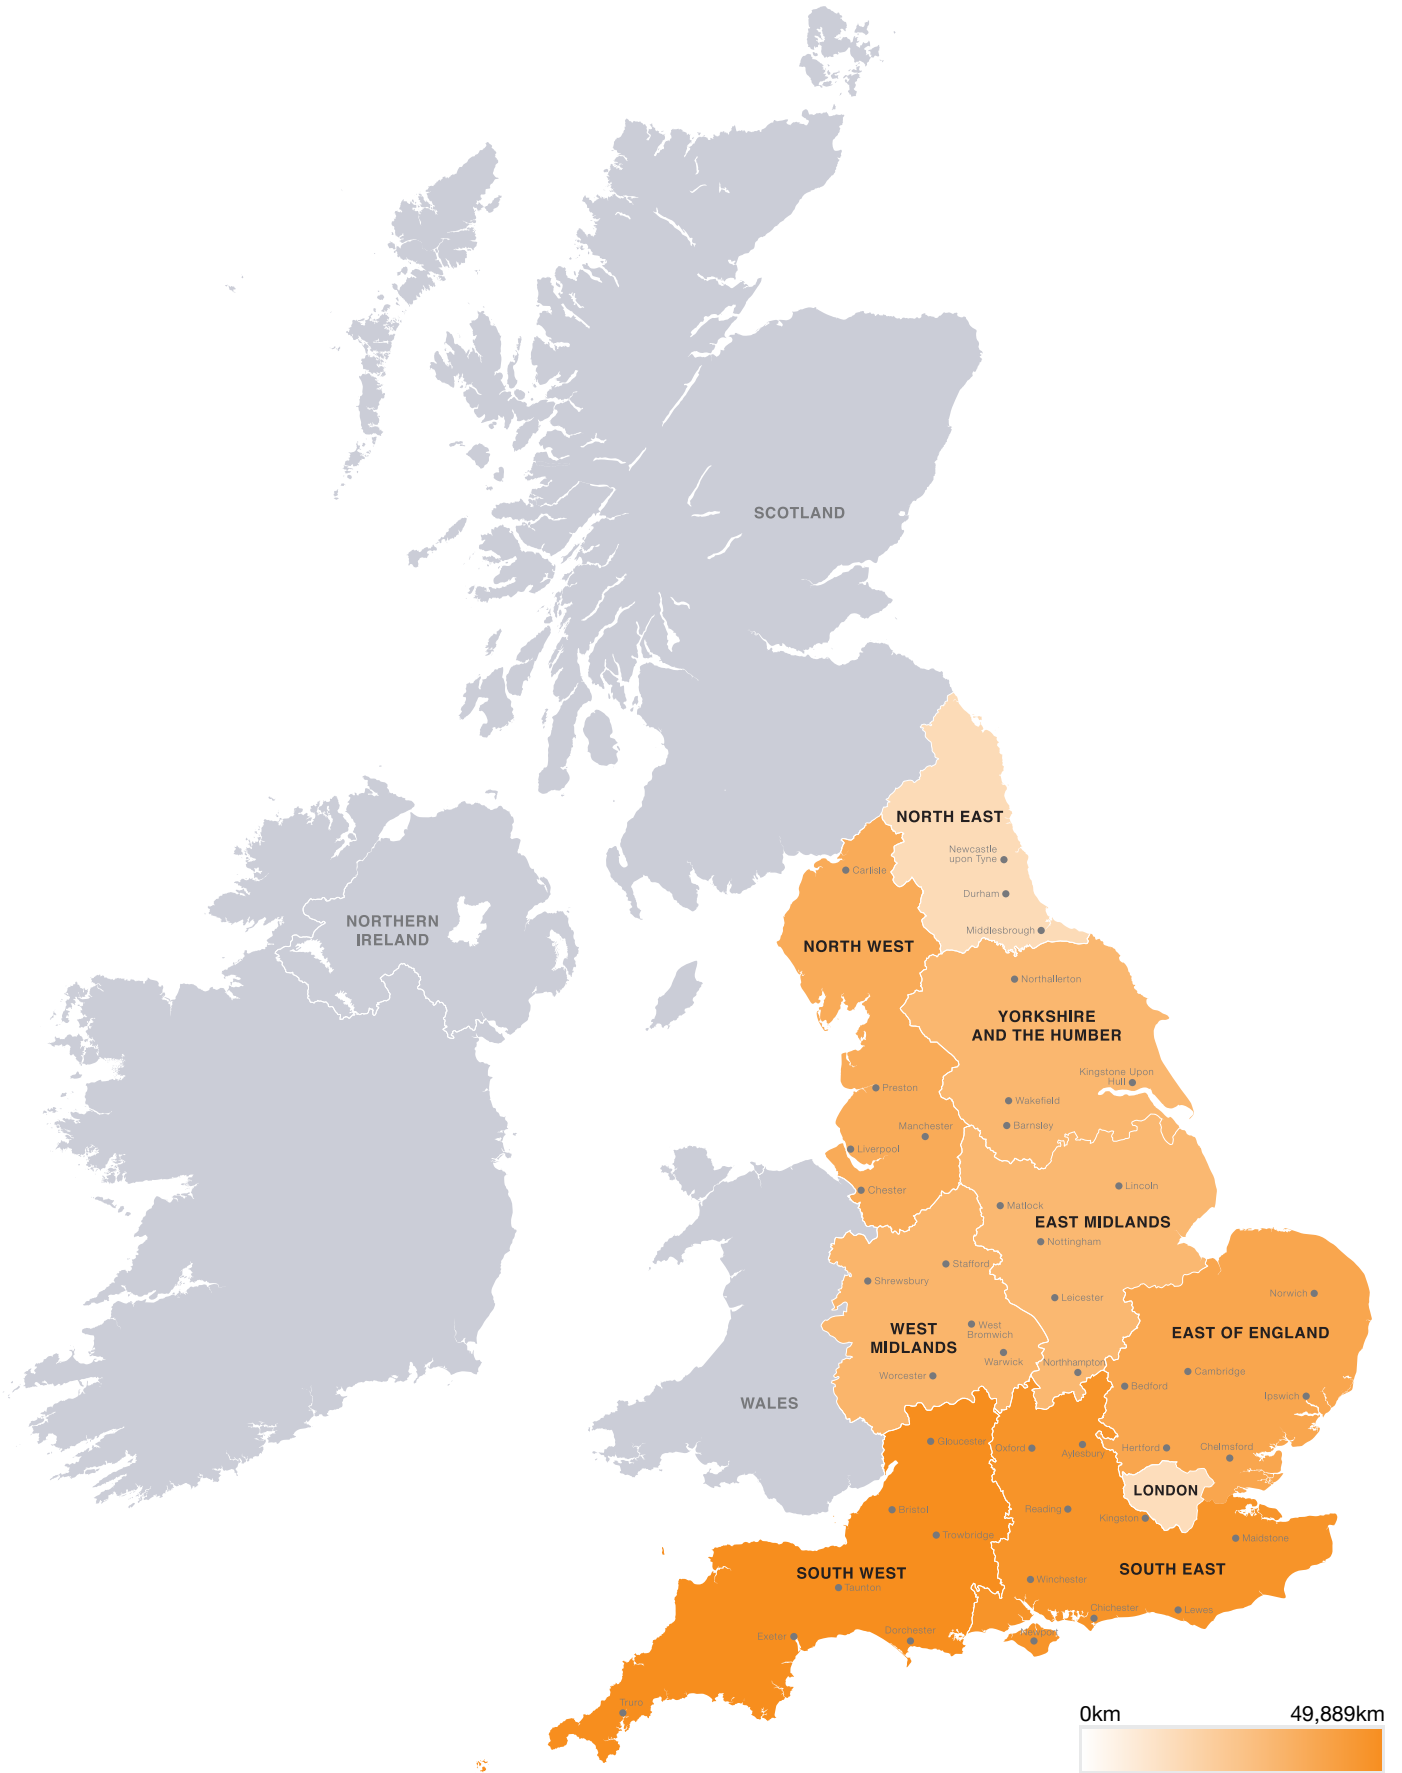 SCOTLAND
NORTH EAST
Newcastle
upon Tyne
Carlisle
Durham
NORTHERN
IRELAND
Middlesbrough
NORTH WEST
Northallerton
YORKSHIRE
AND THE HUMBER
Kingstone Upon
Hull
Preston
Wakefield
Manchester
Barnsley
Liverpool
Chester
Lincoln
Matlock
EAST MIDLANDS
Nottingham
Stafford
Shrewsbury
Norwich
Leicester
WEST
MIDLANDS
West
Bromwich
EAST OF ENGLAND
Warwick
Northhampton
Worcester
Cambridge
Bedford
Ipswich
WALES
Gloucester
Oxford
Aylesbury
Hertford
Chelmsford
LONDON
Bristol
Reading
Kingston
Trowbridge
Maidstone
SOUTH WEST
SOUTH EAST
Taunton
Winchester
Chichester
Lewes
Exeter
Dorchester
Newport
Truro
0km
49,889km